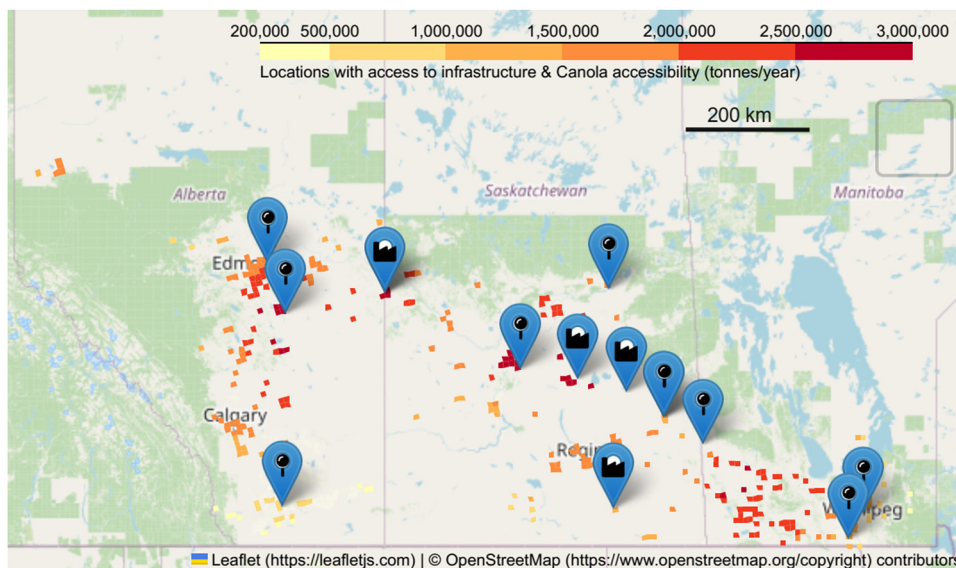 200,000 500,000 1,000,000 1,500,000 2,000,000 2,500,000 3,000,000
Locations with access to infrastructure & Canola accessibility (tonnes/year)
200 km
Alberta Saskatchewan Manitoba
Edm
Calgary
Regin
W ipeg
Leaflet (https://leafletjs.com) | © OpenStreetMap (https://www.openstreetmap.org/copyright) contributors